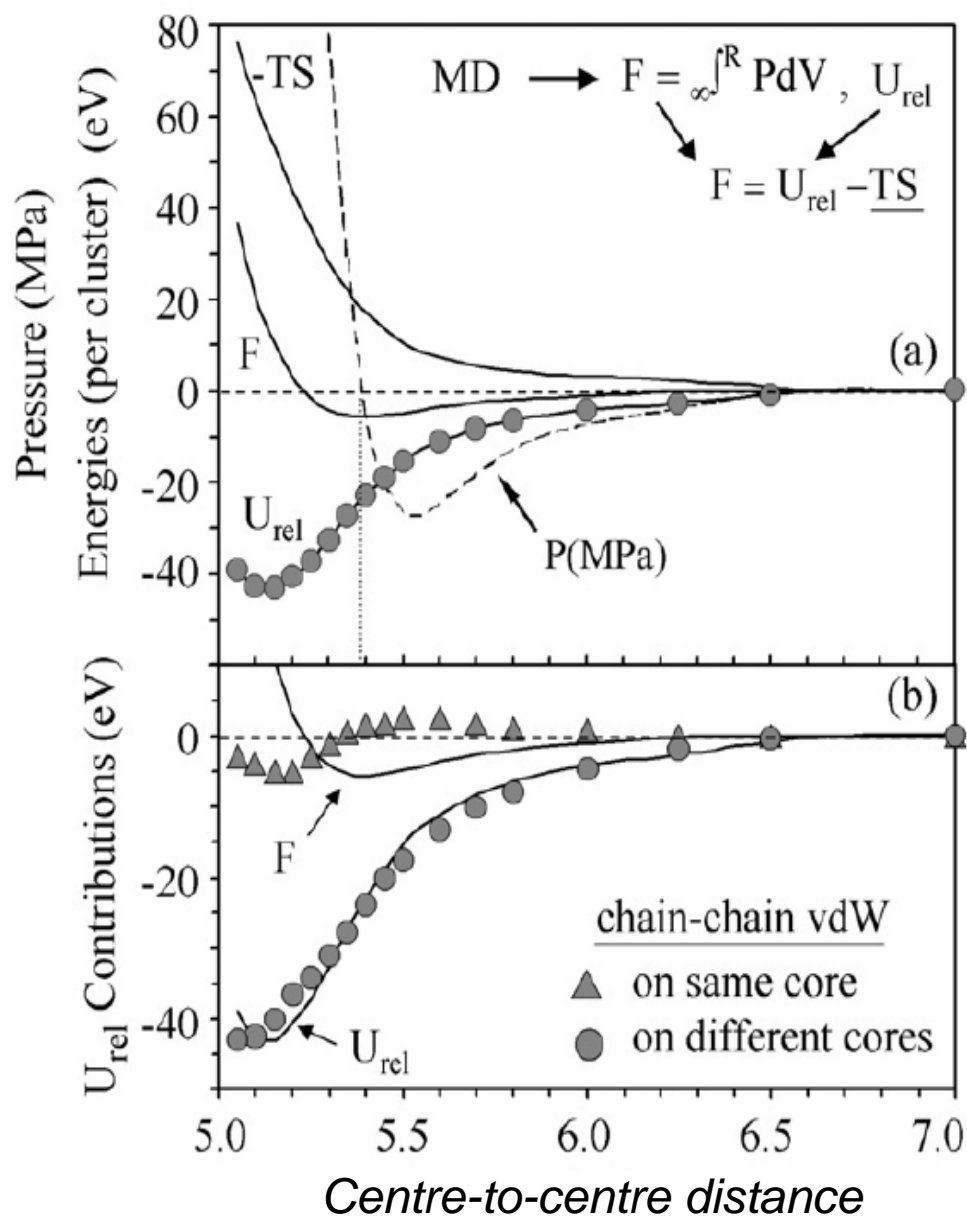 Pressure (MPa)
Energies (per cluster) (eV)
80
60
40
20
0
-20
-40
-TS
MD → F = ∞∫R PdV , Urel
F = Urel –TS
(a)
F
Urel
P(MPa)
Urel Contributions (eV)
0
-20
-40
(b)
F
Urel
chain-chain vdW
on same core
on different cores
5.0 5.5 6.0 6.5 7.0
Centre-to-centre distance